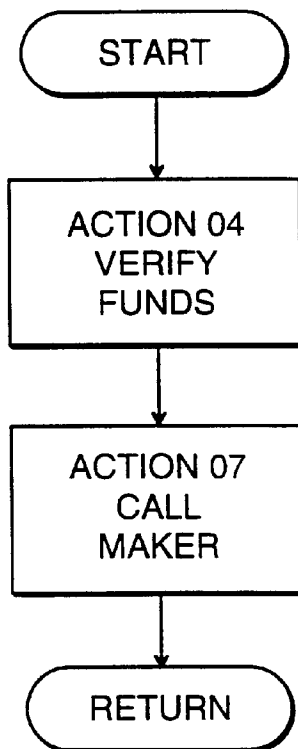 START
ACTION 04
VERIFY
FUNDS
ACTION 07
CALL
MAKER
RETURN